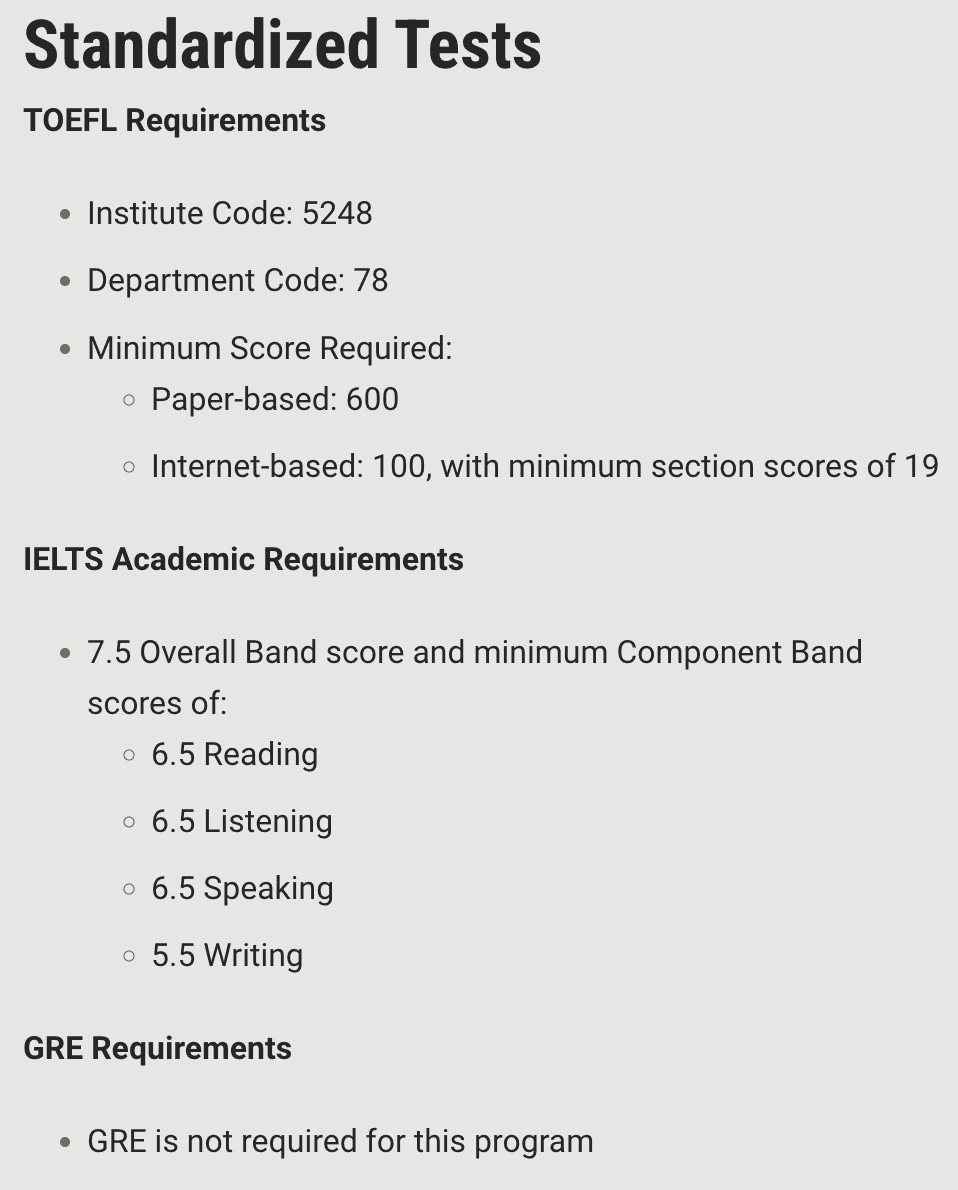 Standardized Tests
TOEFL Requirements
Institute Code: 5248
Department Code: 78
Minimum Score Required:
Paper-based: 600
Internet-based: 100, with minimum section scores of 19
IELTS Academic Requirements
7.5 Overall Band score and minimum Component Band
scores of:
6.5 Reading
6.5 Listening
6.5 Speaking
5.5 Writing
GRE Requirements
GRE is not required for this program